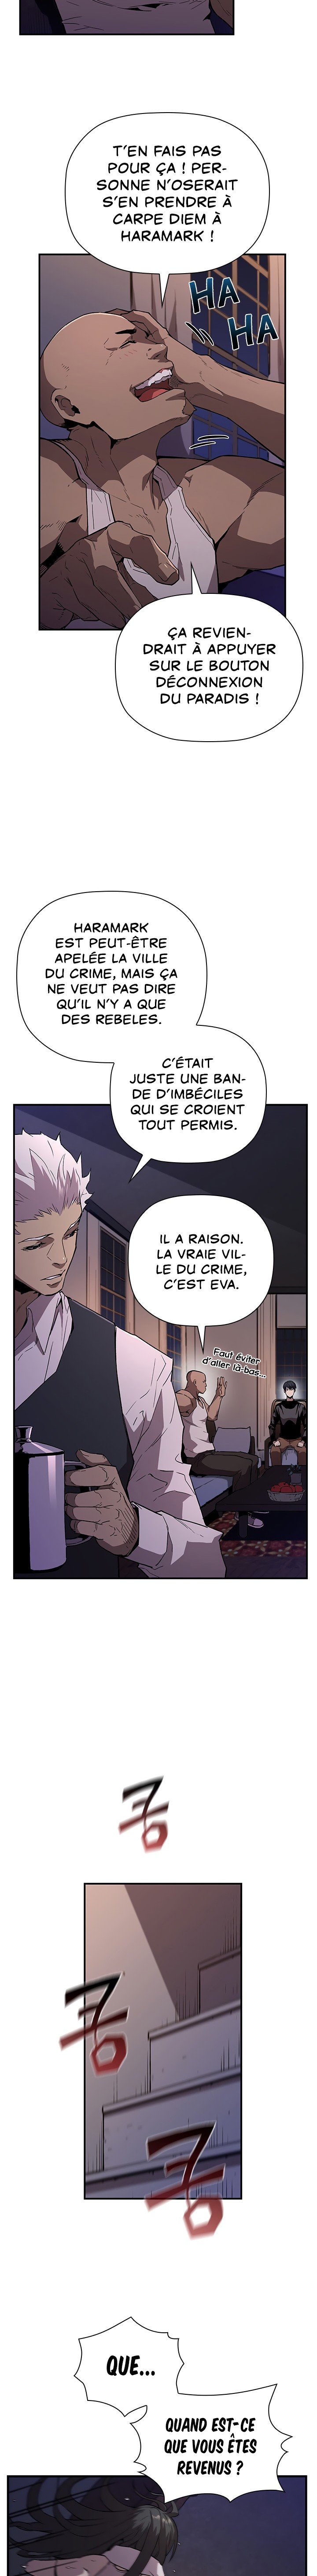 T'EN FAIS PAS
POUR ÇA ! PER-
SONNE N'OSERAIT
S'EN PRENDRE À
CARPE DIEM À
HARAMARK !
HA
HA
ÇA REVIEN-
DRAIT À APPUYER
SUR LE BOUTON
DÉCONNEXION
DU PARADIS !
HARAMARK
EST PEUT-ÊTRE
APELÉE LA VILLE
DU CRIME, MAIS ÇA
NE VEUT PAS DIRE
QU'IL N'Y A QUE
DES REBELES.
C'ÉTAIT
JUSTE UNE BAN-
DE D'IMBÉCILES
QUI SE CROIENT
TOUT PERMIS.
IL A RAISON.
LA VRAIE VIL-
LE DU CRIME,
C'EST EVA.
Faut éviter
d'aller là-bas...
쿵
쿵
쿵
QUE...
QUAND EST-CE
QUE VOUS ÊTES
REVENUS ?